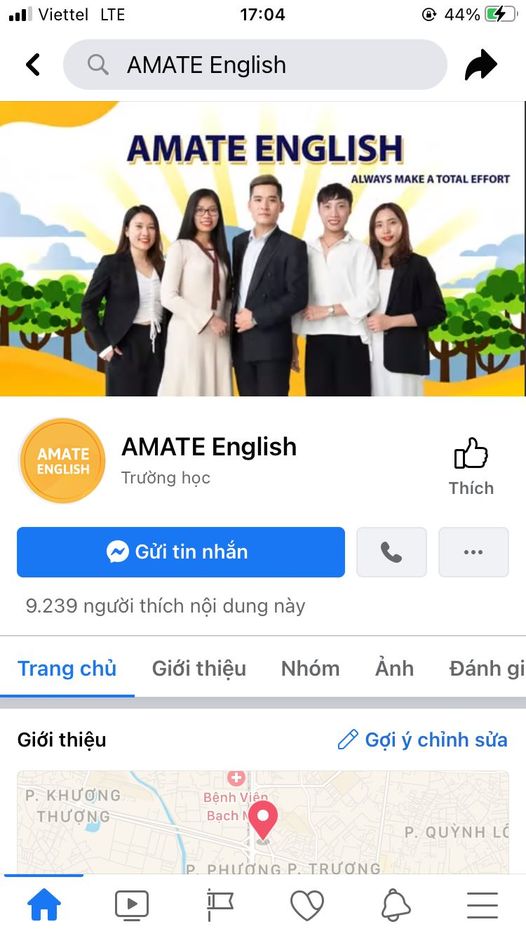 Viettel LTE 17:04 44%
AMATE English
AMATE ENGLISH
ALWAYS MAKE A TOTAL EFFORT
AMATE
ENGLISH
AMATE English
Trường học
Thích
Gửi tin nhắn
9.239 người thích nội dung này
Trang chủ Giới thiệu Nhóm Ảnh Đánh gi
Giới thiệu Gợi ý chỉnh sửa
P. KHƯƠNG
THƯỢNG
Bệnh Viện
Bạch M
P. QUỲNH LÔ
P. PHƯƠNG P. TRƯƠNG